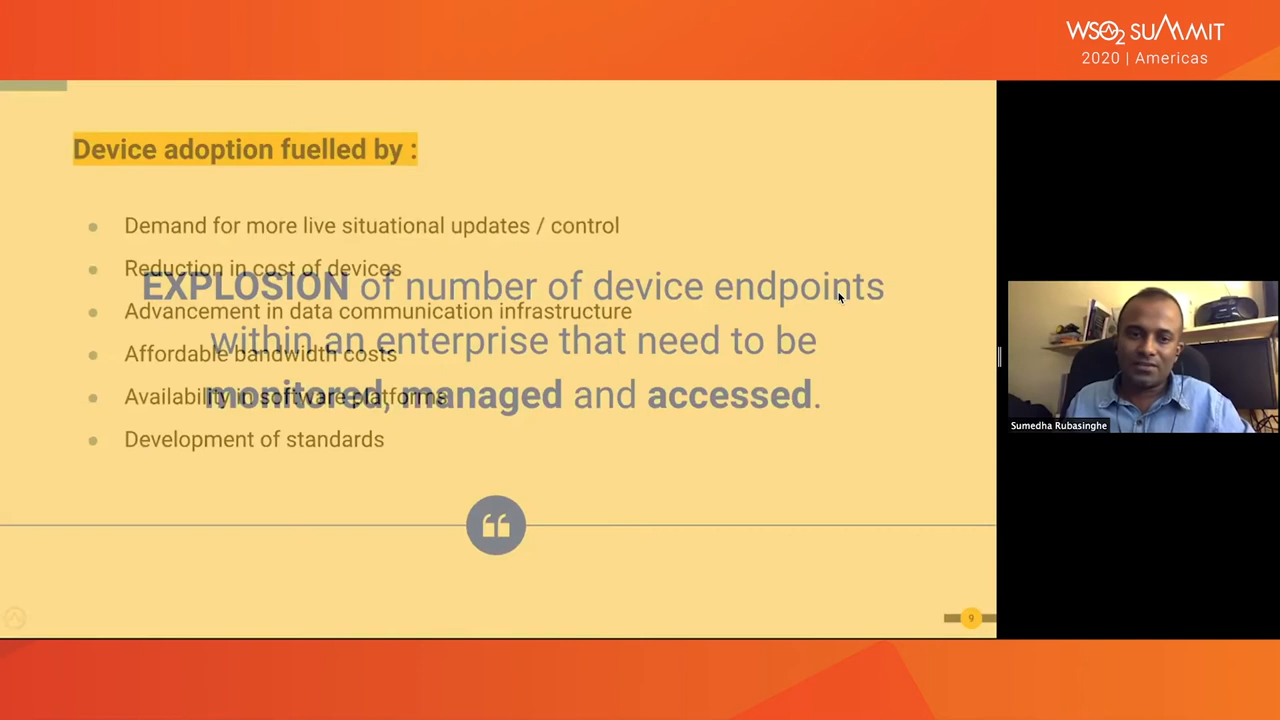 WSO2 SUMMIT
2020 | Americas
Device adoption fuelled by :
Demand for more live situational updates / control
Reduction in cost of devices
Advancement in data communication infrastructure
Affordable bandwidth costs
Availability in software platforms
Development of standards
EXPLOSION of number of device endpoints
within an enterprise that need to be
monitored, managed and accessed.
9
Sumedha Rubasinghe